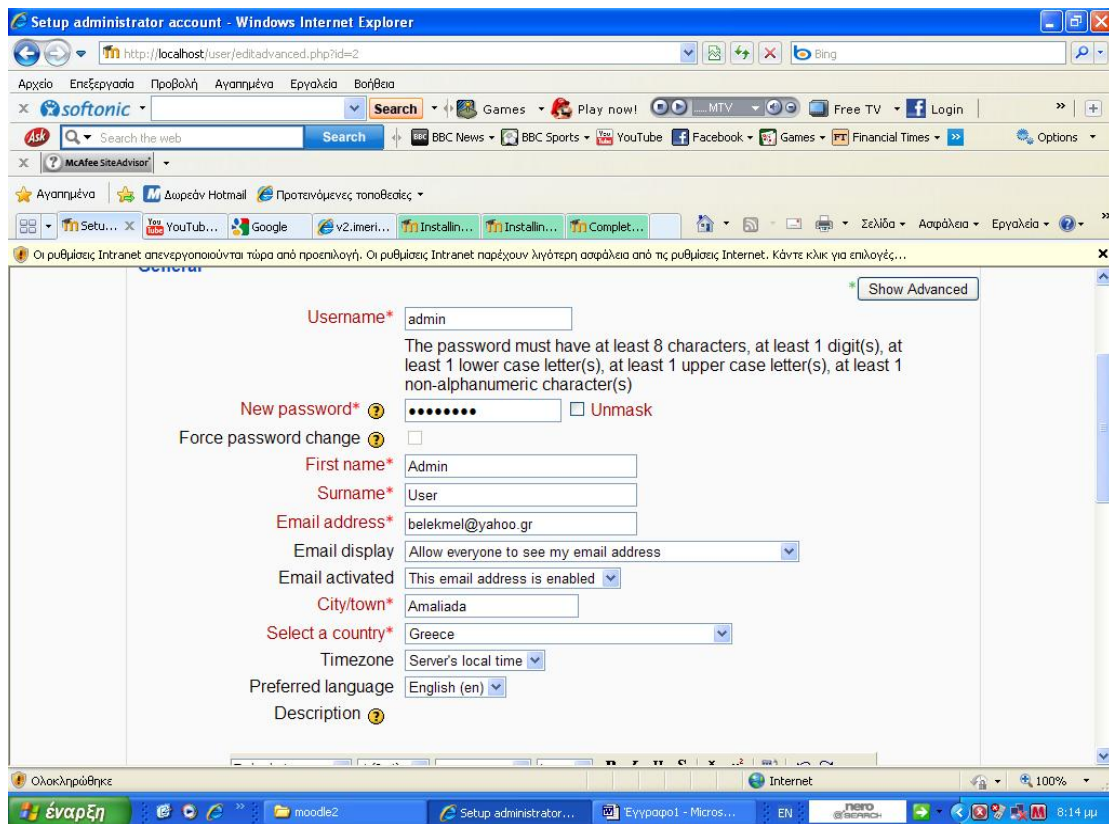 Setup administrator account - Windows Internet Explorer
http://localhost/user/editadvanced.php?id=2 Bing
Αρχείο Επεξεργασία Προβολή Αγαπημένα Εργαλεία Βοήθεια
softonic Search Games Play now! .....MTV Free TV Login
Ask Search the web Search BBC BBC News BBC Sports YouTube Facebook Games FT Financial Times Options
McAfee SiteAdvisor
Αγαπημένα Δωρεάν Hotmail Προτεινόμενες τοποθεσίες
Setu... YouTub... Google v2.imeri... Installin... Installin... Complet... Σελίδα Ασφάλεια Εργαλεία
Οι ρυθμίσεις Intranet απενεργοποιούνται τώρα από προεπιλογή. Οι ρυθμίσεις Intranet παρέχουν λιγότερη ασφάλεια από τις ρυθμίσεις Internet. Κάντε κλικ για επιλογές...
General
* Show Advanced
Username* admin
The password must have at least 8 characters, at least 1 digit(s), at
least 1 lower case letter(s), at least 1 upper case letter(s), at least 1
non-alphanumeric character(s)
New password* •••••••• Unmask
Force password change
First name* Admin
Surname* User
Email address* belekmel@yahoo.gr
Email display Allow everyone to see my email address
Email activated This email address is enabled
City/town* Amaliada
Select a country* Greece
Timezone Server's local time
Preferred language English (en)
Description
Ολοκληρώθηκε Internet 100%
έναρξη moodle2 Setup administrator... Έγγραφο1 - Micros... EN nero SEARCH 8:14 μμ